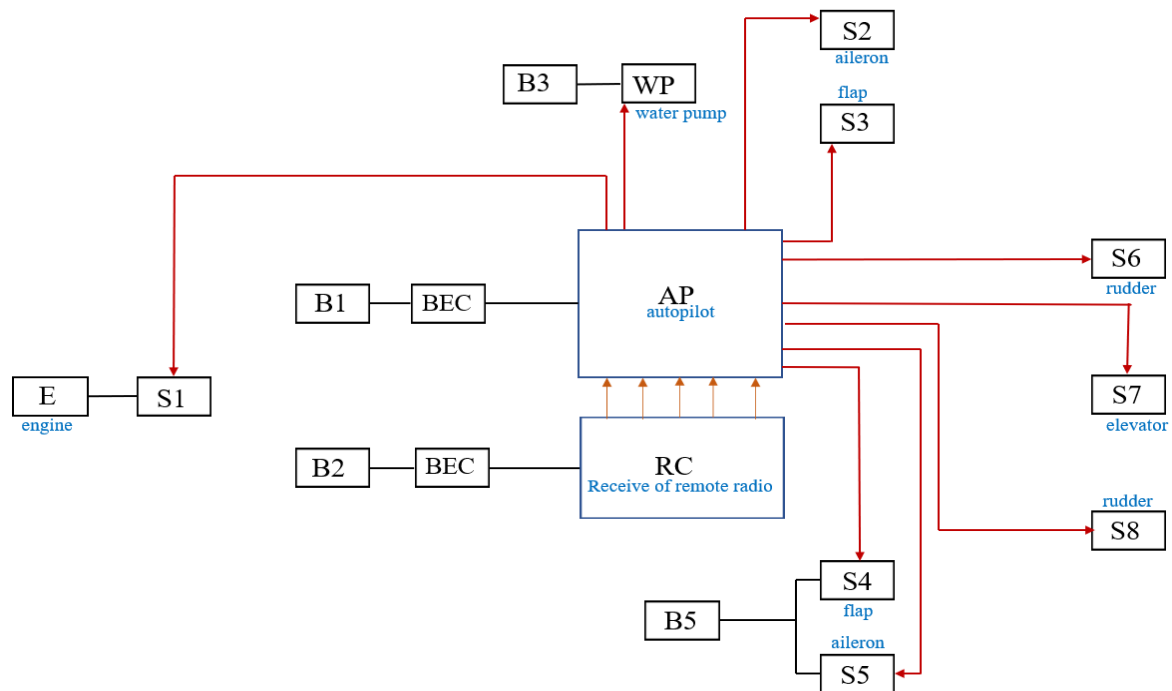 S2
aileron
B3
WP
water pump
flap
S3
S6
rudder
B1
BEC
AP
autopilot
E
engine
S1
S7
elevator
B2
BEC
RC
Receive of remote radio
rudder
S8
S4
flap
B5
aileron
S5